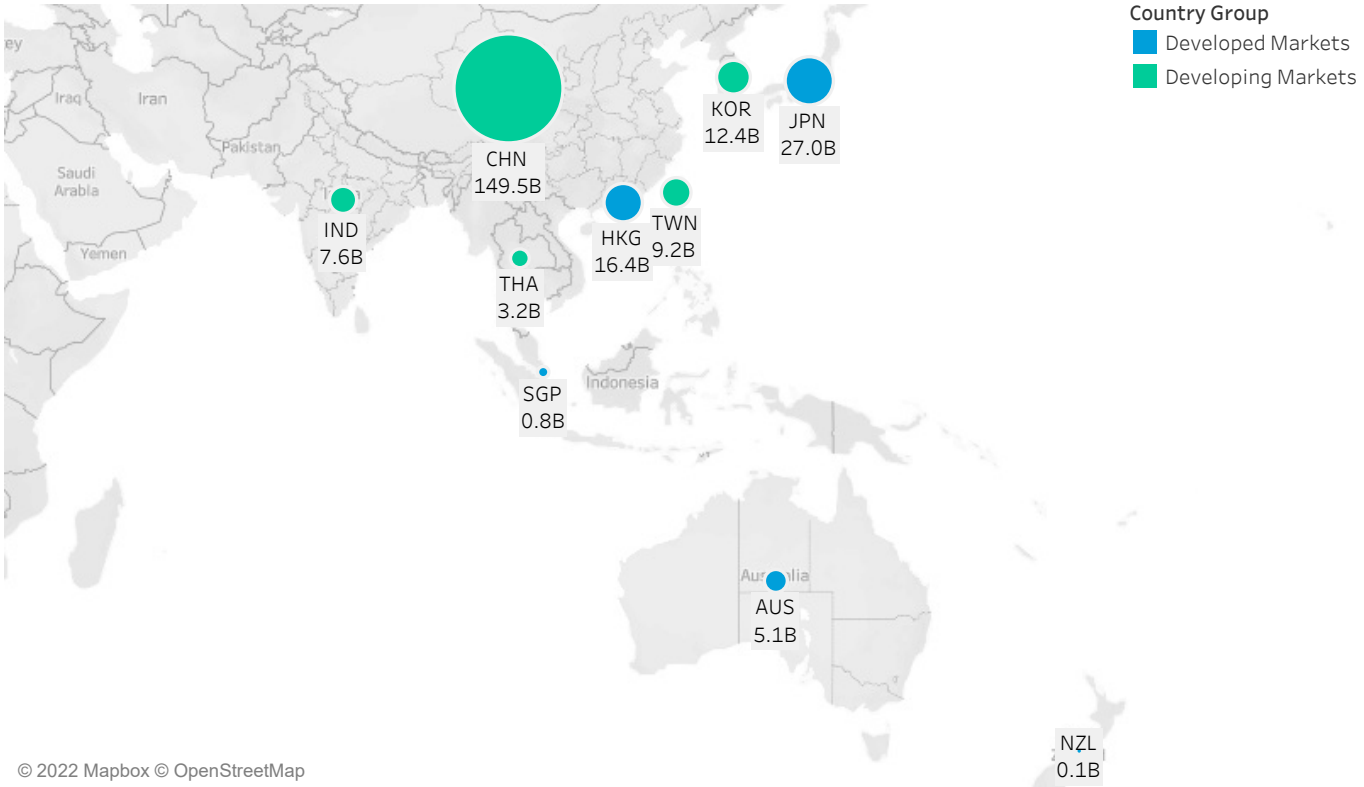 Country Group
Developed Markets
Developing Markets
Iraq
Iran
Pakistan
Saudi
Arabia
Yemen
CHN
149.5B
KOR
12.4B
JPN
27.0B
IND
7.6B
HKG
16.4B
TWN
9.2B
THA
3.2B
SGP
0.8B
Indonesia
AUS
5.1B
NZL
0.1B
© 2022 Mapbox © OpenStreetMap